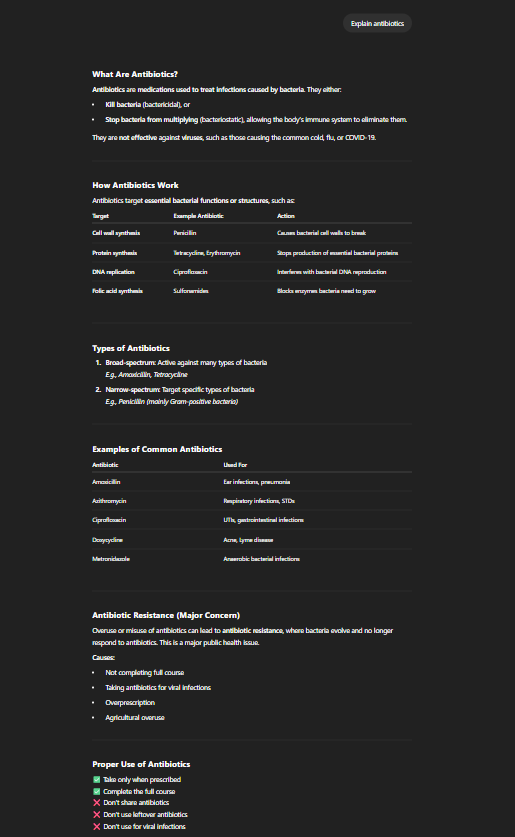 Explain antibiotics
What Are Antibiotics?
Antibiotics are medications used to treat infections caused by bacteria. They either:
• Kill bacteria (bactericidal), or
• Stop bacteria from multiplying (bacteriostatic), allowing the body's immune system to eliminate them.
They are not effective against viruses, such as those causing the common cold, flu, or COVID-19.
How Antibiotics Work
Antibiotics target essential bacterial functions or structures, such as:
Target Example Antibiotic Action
Cell wall synthesis Penicillin Causes bacterial cell walls to break
Protein synthesis Tetracycline, Erythromycin Stops production of essential bacterial proteins
DNA replication Ciprofloxacin Interferes with bacterial DNA reproduction
Folic acid synthesis Sulfonamides Blocks enzymes bacteria need to grow
Types of Antibiotics
1. Broad-spectrum: Active against many types of bacteria
E.g., Amoxicillin, Tetracycline
2. Narrow-spectrum: Target specific types of bacteria
E.g., Penicillin (mainly Gram-positive bacteria)
Examples of Common Antibiotics
Antibiotic Used For
Amoxicillin Ear infections, pneumonia
Azithromycin Respiratory infections, STDs
Ciprofloxacin UTIs, gastrointestinal infections
Doxycycline Acne, Lyme disease
Metronidazole Anaerobic bacterial infections
Antibiotic Resistance (Major Concern)
Overuse or misuse of antibiotics can lead to antibiotic resistance, where bacteria evolve and no longer
respond to antibiotics. This is a major public health issue.
Causes:
• Not completing full course
• Taking antibiotics for viral infections
• Overprescription
• Agricultural overuse
Proper Use of Antibiotics
✅ Take only when prescribed
✅ Complete the full course
❌ Don't share antibiotics
❌ Don't use leftover antibiotics
❌ Don't use for viral infections